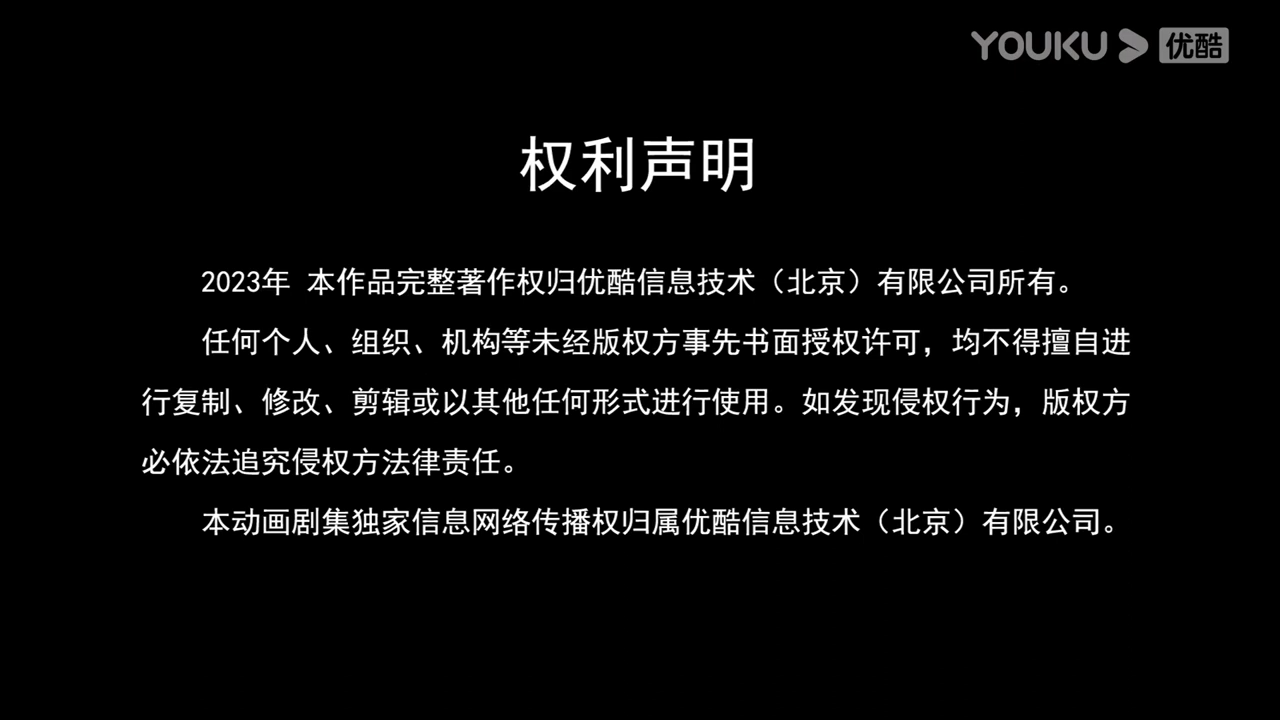 YOUKU 优酷
权利声明
2023年 本作品完整著作权归优酷信息技术（北京）有限公司所有。
任何个人、组织、机构等未经版权方事先书面授权许可，均不得擅自进
行复制、修改、剪辑或以其他任何形式进行使用。如发现侵权行为，版权方
必依法追究侵权方法律责任。
本动画剧集独家信息网络传播权归属优酷信息技术（北京）有限公司。